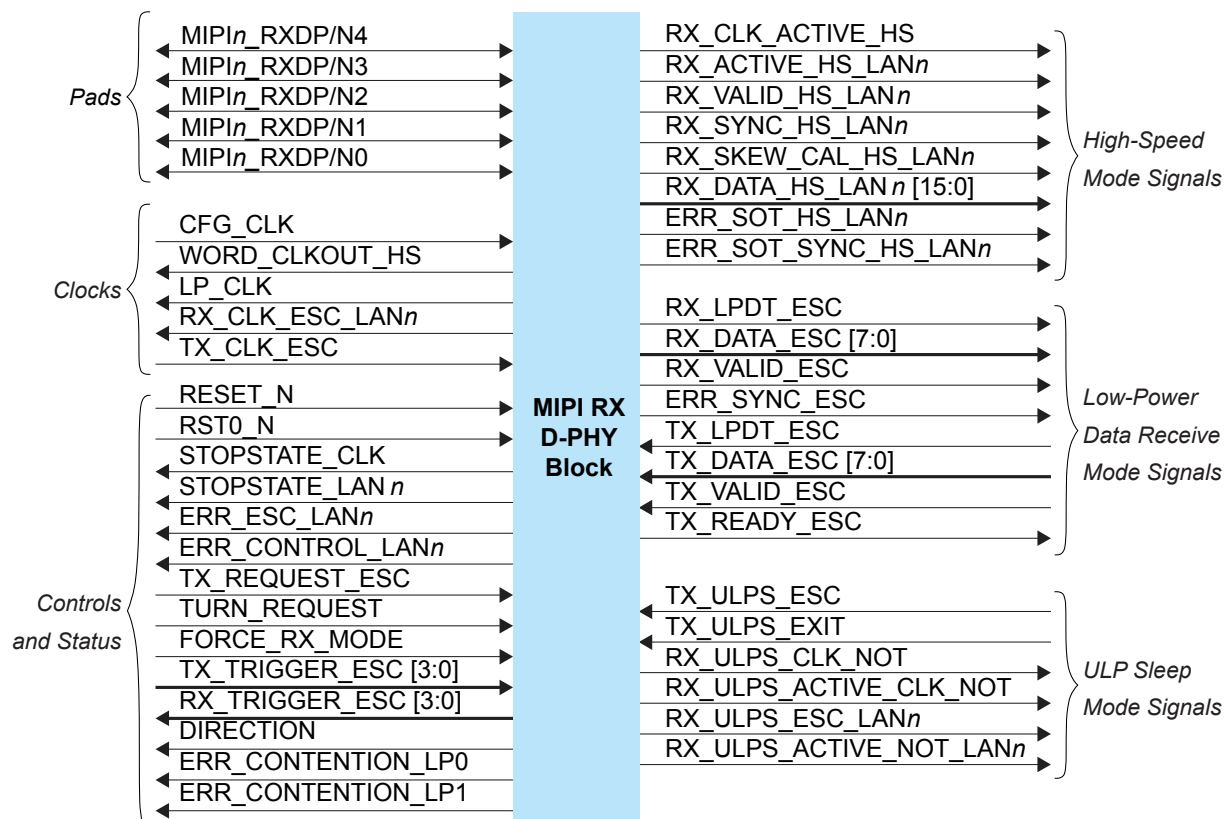 MIPIn_RXDP/N4
MIPIn_RXDP/N3
MIPIn_RXDP/N2
MIPIn_RXDP/N1
MIPIn_RXDP/N0
Pads
CFG_CLK
WORD_CLKOUT_HS
LP_CLK
RX_CLK_ESC_LANn
TX_CLK_ESC
Clocks
RESET_N
RST0_N
STOPSTATE_CLK
STOPSTATE_LAN n
ERR_ESC_LANn
ERR_CONTROL_LANn
TX_REQUEST_ESC
TURN_REQUEST
FORCE_RX_MODE
TX_TRIGGER_ESC [3:0]
RX_TRIGGER_ESC [3:0]
DIRECTION
ERR_CONTENTION_LP0
ERR_CONTENTION_LP1
Controls
and Status
MIPI RX
D-PHY
Block
RX_CLK_ACTIVE_HS
RX_ACTIVE_HS_LANn
RX_VALID_HS_LANn
RX_SYNC_HS_LANn
RX_SKEW_CAL_HS_LANn
RX_DATA_HS_LAN n [15:0]
ERR_SOT_HS_LANn
ERR_SOT_SYNC_HS_LANn
High-Speed
Mode Signals
RX_LPDT_ESC
RX_DATA_ESC [7:0]
RX_VALID_ESC
ERR_SYNC_ESC
TX_LPDT_ESC
TX_DATA_ESC [7:0]
TX_VALID_ESC
TX_READY_ESC
Low-Power
Data Receive
Mode Signals
TX_ULPS_ESC
TX_ULPS_EXIT
RX_ULPS_CLK_NOT
RX_ULPS_ACTIVE_CLK_NOT
RX_ULPS_ESC_LANn
RX_ULPS_ACTIVE_NOT_LANn
ULP Sleep
Mode Signals